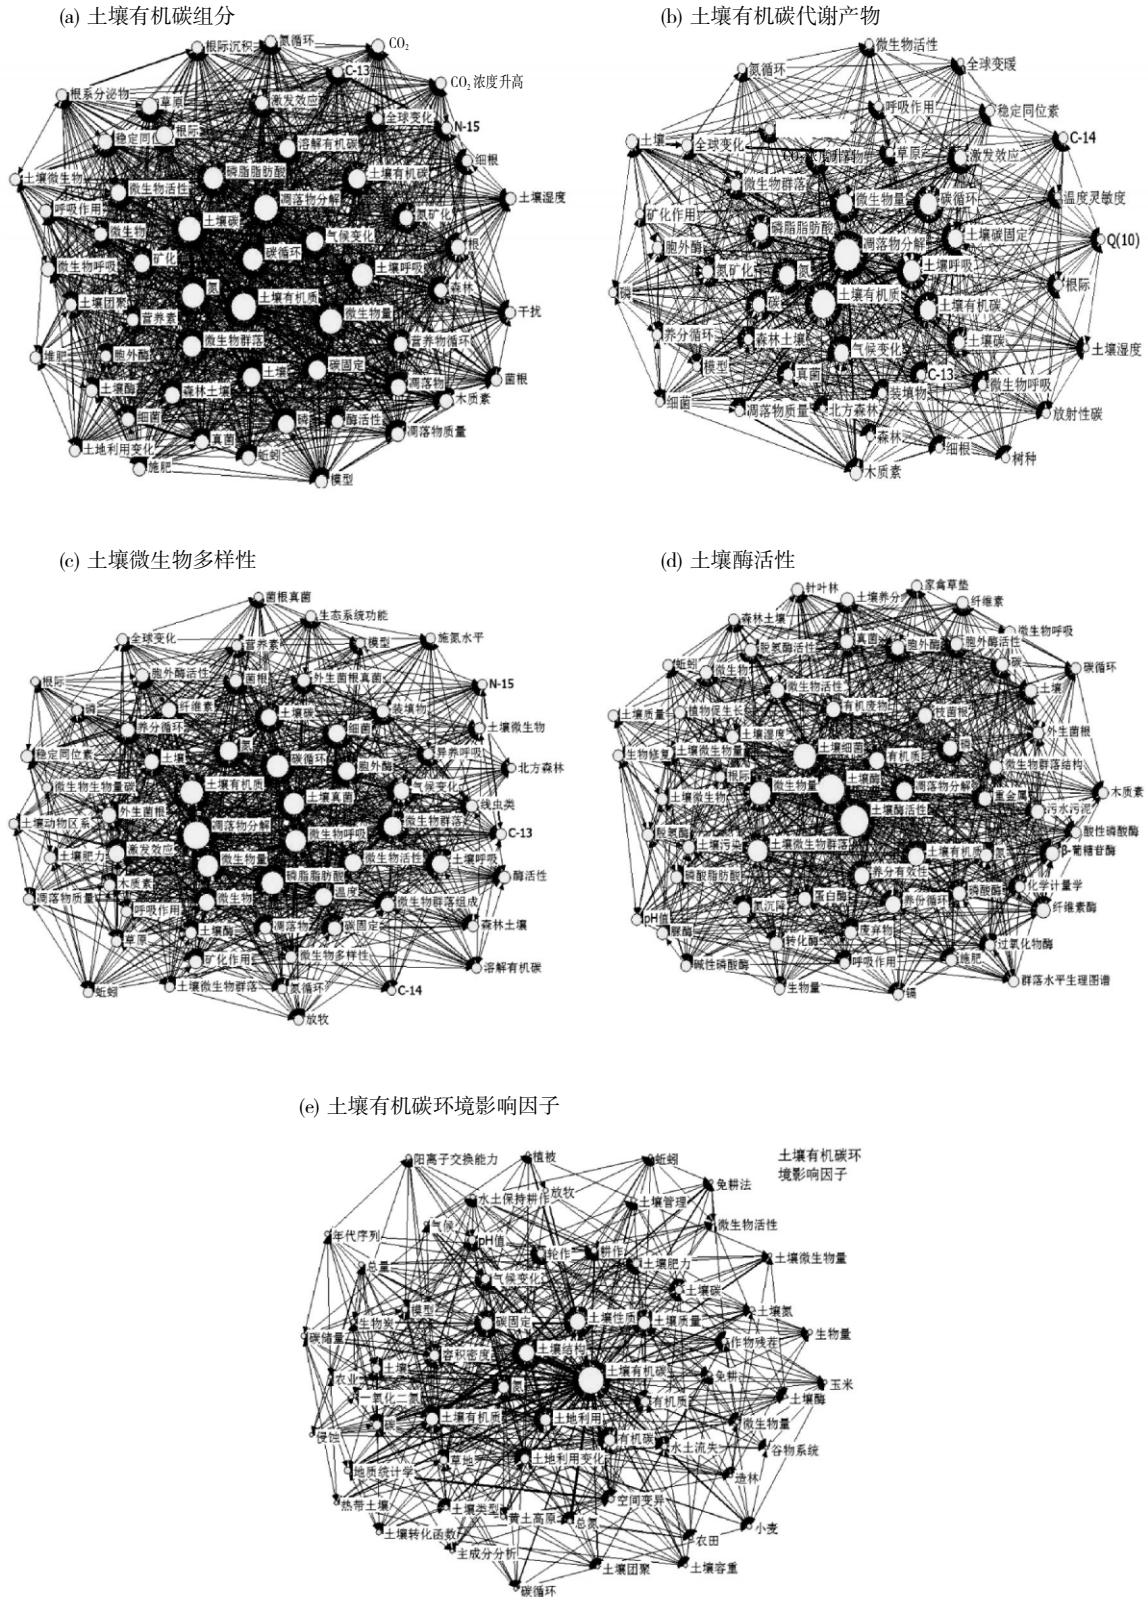 (a) 土壤有机碳组分
根际沉积
氮循环
CO₂
C-13
CO₂浓度升高
根系分泌物
草原
激发效应
全球变化
N-15
稳定同位
根际
溶解有机碳
细根
土壤微生物
微生物活性
磷脂脂肪酸
土壤有机碳
土壤湿度
呼吸作用
凋落物分解
氮矿化
微生物
土壤碳
气候变化
根
微生物呼吸
矿化
碳循环
土壤呼吸
森林
土壤团聚
氮
土壤有机质
干扰
营养素
微生物量
堆肥
胞外酶
微生物群落
营养物循环
土壤酶
森林土壤
土壤
碳固定
凋落物
菌根
木质素
细菌
磷
酶活性
凋落物质量
土地利用变化
真菌
蚯蚓
施肥
模型
(b) 土壤有机碳代谢产物
微生物活性
氮循环
全球变暖
呼吸作用
稳定同位素
土壤
全球变化
CO₂浓度升高
草原
激发效应
C-14
微生物群落
微生物量
碳循环
温度灵敏度
矿化作用
磷脂脂肪酸
土壤碳固定
Q(10)
胞外酶
凋落物分解
氮矿化
氮
土壤呼吸
磷
碳
土壤有机质
土壤有机碳
根际
养分循环
森林土壤
气候变化
土壤碳
土壤湿度
模型
真菌
C-13
微生物呼吸
细菌
凋落物质量
北方森林
装填物
放射性碳
森林
细根
树种
木质素
(c) 土壤微生物多样性
菌根真菌
生态系统功能
全球变化
营养素
模型
施氮水平
根际
胞外酶活性
菌根
外生菌根真菌
N-15
磷
纤维素
土壤碳
装填物
养分循环
细菌
土壤微生物
稳定同位素
土壤
氮
碳循环
胞外酶
异养呼吸
北方森林
微生物生物量碳
土壤有机质
土壤真菌
气候变化
线虫类
土壤动物区系
外生菌根
凋落物分解
微生物呼吸
微生物群落
C-13
土壤肥力
激发效应
微生物量
微生物活性
土壤呼吸
木质素
磷脂脂肪酸
酶活性
凋落物质量
呼吸作用
微生物
温度
微生物群落组成
草原
土壤酶
凋落物
碳固定
森林土壤
矿化作用
微生物多样性
溶解有机碳
蚯蚓
土壤微生物群落
氮循环
C-14
放牧
(d) 土壤酶活性
针叶林
土壤养分
家禽草垫
纤维素
森林土壤
真菌
胞外酶
胞外酶活性
微生物呼吸
脱氢酶活性
蚯蚓
微生物
碳
碳循环
微生物活性
土壤
土壤质量
植物促生长
有机废物
枝菌根
外生菌根
生物修复
土壤湿度
土壤细菌
磷
土壤微生物量
有机质
微生物群落结构
根际
微生物量
土壤酶
凋落物分解
重金属
木质素
土壤微生物
土壤酶活性
污水污泥
脱氢酶
土壤污染
土壤微生物群落
土壤有机质
氮
酸性磷酸酶
β-葡糖苷酶
磷酸脂肪酸
养分有效性
化学计量学
磷酸酶
pH值
氮沉降
蛋白酶
养份循环
纤维素酶
脲酶
转化酶
废弃物
过氧化物酶
碱性磷酸酶
呼吸作用
施肥
群落水平生理图谱
生物量
镉
(e) 土壤有机碳环境影响因子
土壤有机碳环
境影响因子
阳离子交换能力
植被
蚯蚓
水土保持耕作
放牧
土壤管理
免耕法
气候
微生物活性
年代序列
pH值
轮作
耕作
总量
气候变化
土壤肥力
土壤微生物量
模型
土壤碳
生物炭
碳固定
土壤性质
土壤质量
土壤氮
碳储量
容积密度
土壤结构
作物残茬
生物量
土壤
农业
氮
土壤有机碳
免耕
玉米
一氧化二氮
有机质
土壤酶
碳
土壤有机质
土地利用
微生物量
侵蚀
有机碳
水土流失
谷物系统
地质统计学
草地
土地利用变化
造林
热带土壤
土壤类型
空间变异
黄土高原
总氮
小麦
土壤转化函数
农田
主成分分析
土壤团聚
土壤容重
碳循环